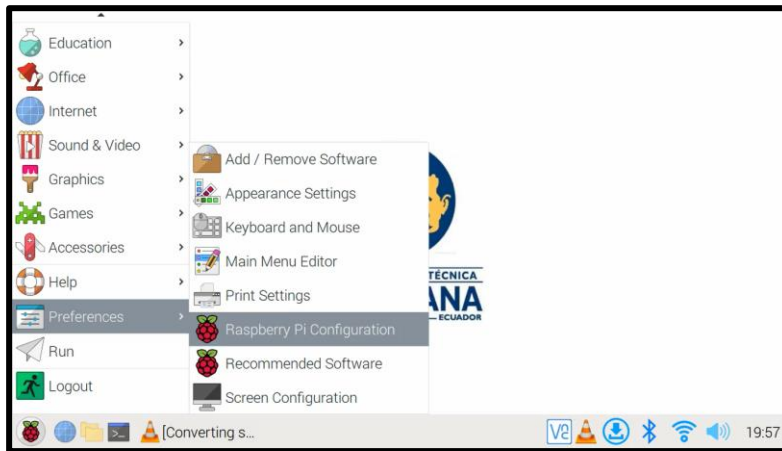 Education
Office
Internet
Sound & Video
Graphics
Games
Accessories
Help
Preferences
Run
Logout
Add / Remove Software
Appearance Settings
Keyboard and Mouse
Main Menu Editor
Print Settings
Raspberry Pi Configuration
Recommended Software
Screen Configuration
TÉCNICA
ANA
ECUADOR
[Converting s...
19:57